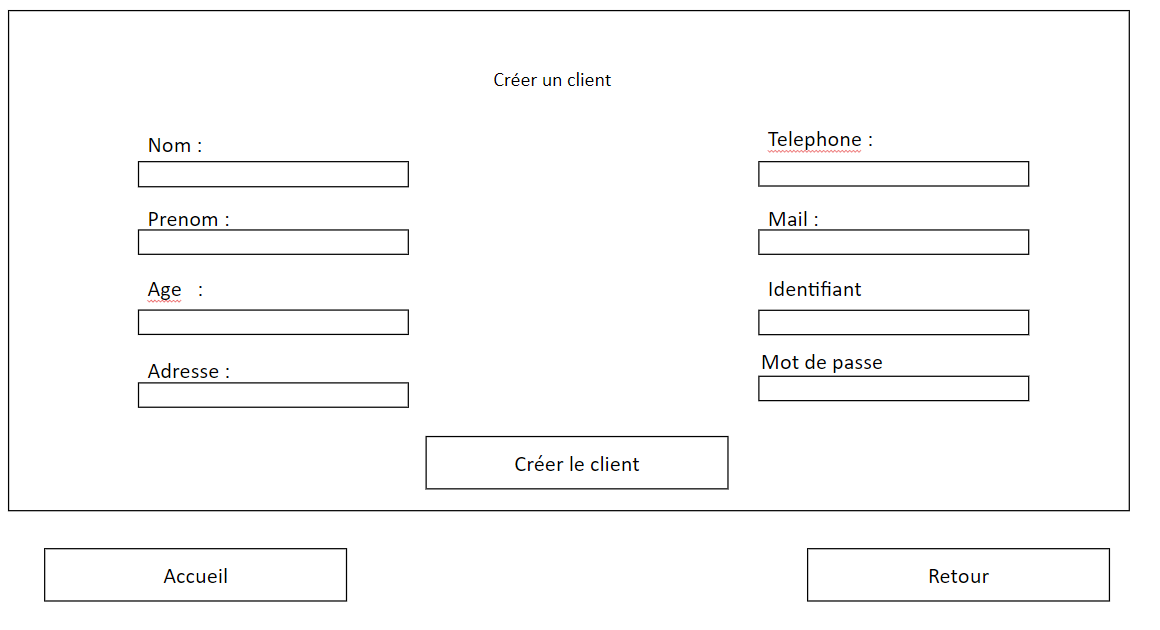 Créer un client
Nom :
Telephone :
Prenom :
Mail :
Age :
Identifiant
Adresse :
Mot de passe
Créer le client
Accueil
Retour